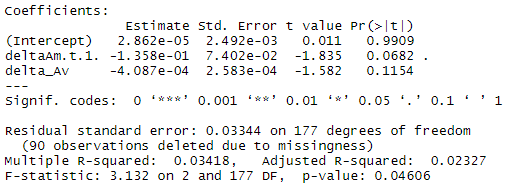 Coefficients:
              Estimate Std. Error t value Pr(>|t|)
(Intercept)  2.862e-05  2.492e-03   0.011   0.9909
deltaAm.t.1. -1.358e-01  7.402e-02  -1.835   0.0682 .
delta_Av    -4.087e-04  2.583e-04  -1.582   0.1154
---
Signif. codes:  0 ‘***’ 0.001 ‘**’ 0.01 ‘*’ 0.05 ‘.’ 0.1 ‘ ’ 1
Residual standard error: 0.03344 on 177 degrees of freedom
  (90 observations deleted due to missingness)
Multiple R-squared:  0.03418,   Adjusted R-squared:  0.02327
F-statistic: 3.132 on 2 and 177 DF,  p-value: 0.04606